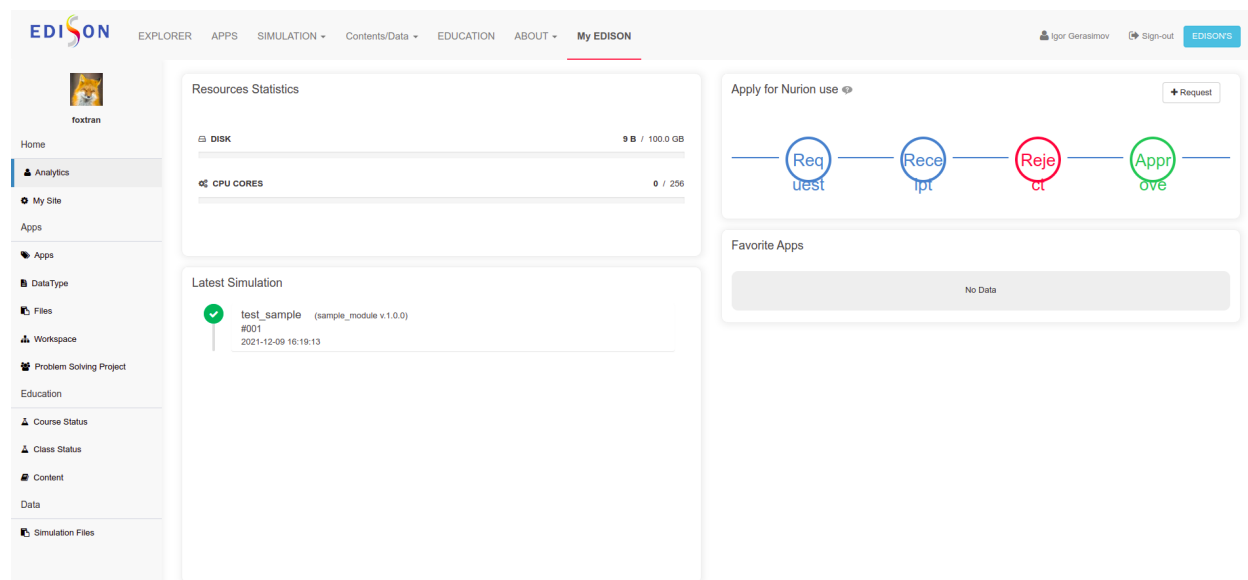 EDISON
EXPLORER APPS SIMULATION Contents/Data EDUCATION ABOUT My EDISON
Igor Gerasimov Sign-out EDISON'S
foxtran
Home
Analytics
My Site
Apps
Apps
DataType
Files
Workspace
Problem Solving Project
Education
Course Status
Class Status
Content
Data
Simulation Files
Resources Statistics
DISK 9 B / 100.0 GB
CPU CORES 0 / 256
Latest Simulation
test_sample (sample_module v.1.0.0)
#001
2021-12-09 16:19:13
Apply for Nurion use ?
+ Request
Req Rece Reje Appr
uest ipt ct ove
Favorite Apps
No Data